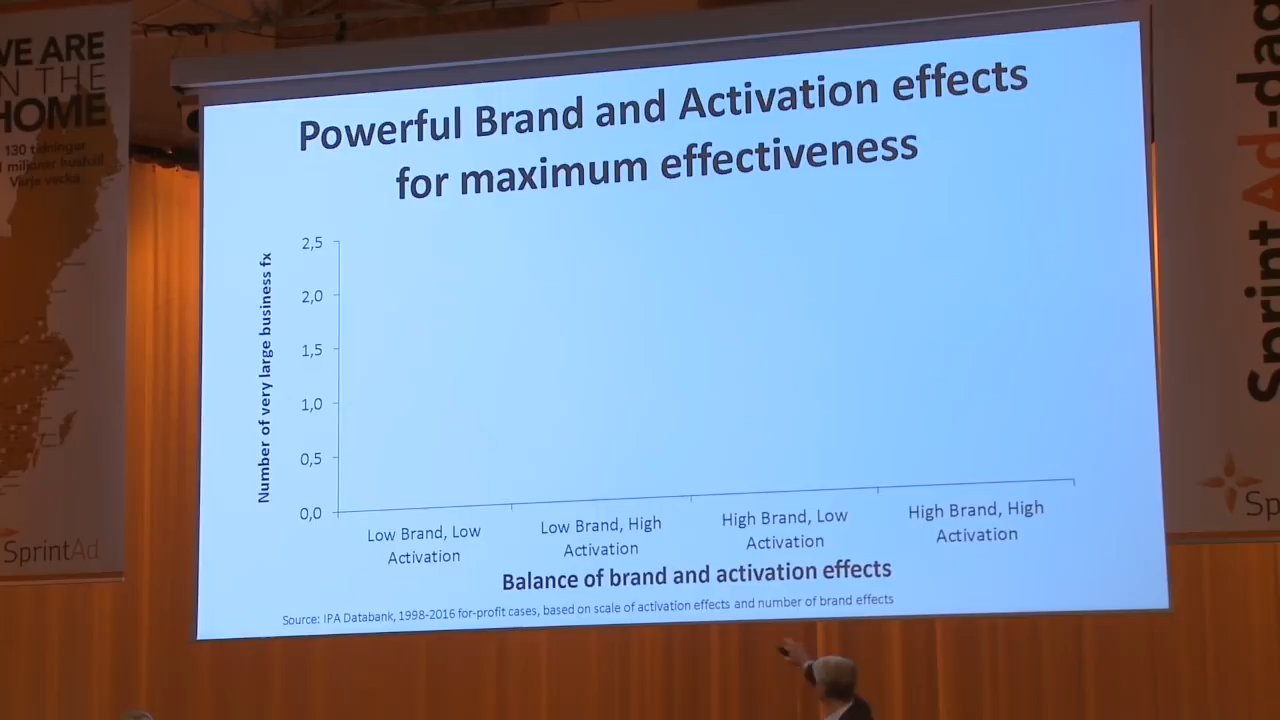 VE ARE
N THE
HOME
130 tidningar
miljoner hushåll
Varje vecka
SprintAd
Powerful Brand and Activation effects
for maximum effectiveness
Number of very large business fx
2,5
2,0
1,5
1,0
0,5
0,0
Low Brand, Low
Activation
Low Brand, High
Activation
High Brand, Low
Activation
High Brand, High
Activation
Balance of brand and activation effects
Source: IPA Databank, 1998-2016 for-profit cases, based on scale of activation effects and number of brand effects
SprintAd-dag
Sp